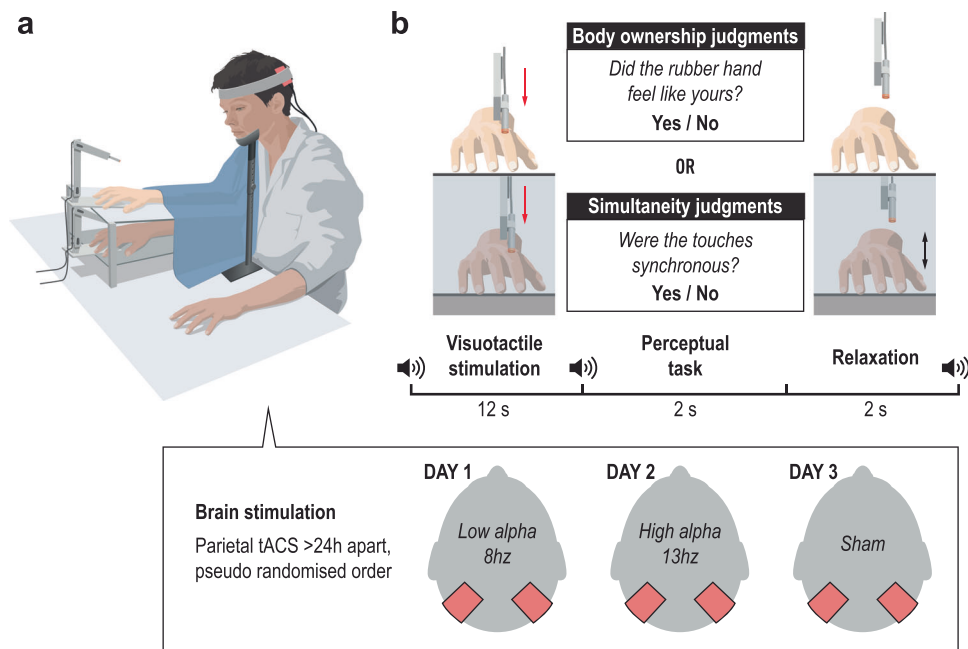 a
b
Body ownership judgments
Did the rubber hand
feel like yours?
Yes / No
OR
Simultaneity judgments
Were the touches
synchronous?
Yes / No
Visuotactile
stimulation
Perceptual
task
Relaxation
12 s
2 s
2 s
Brain stimulation
Parietal tACS >24h apart,
pseudo randomised order
DAY 1
Low alpha
8hz
DAY 2
High alpha
13hz
DAY 3
Sham